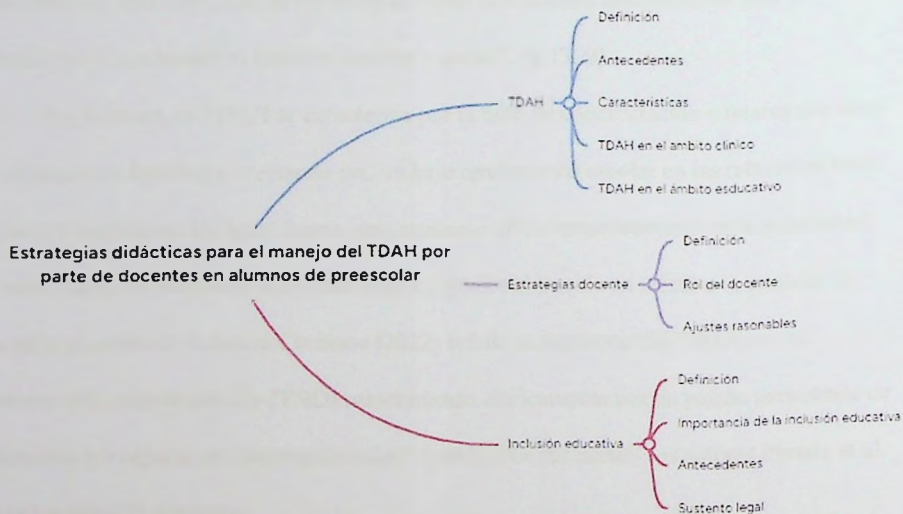 Definición
Antecedentes
TDAH
Características
TDAH en el ámbito clínico
TDAH en el ámbito esducativo
Estrategias didácticas para el manejo del TDAH por
parte de docentes en alumnos de preescolar
Definición
Estrategias docente
Rol del docente
Ajustes rasonables
Definición
Importancia de la inclusión educativa
Inclusión educativa
Antecedentes
Sustento legal